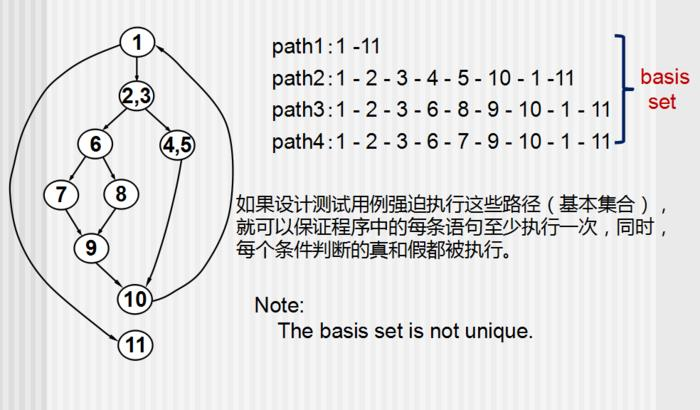 1
2,3
6
4,5
7
8
9
10
11
path1:1 -11
path2:1 - 2 - 3 - 4 - 5 - 10 - 1 -11
path3:1 - 2 - 3 - 6 - 8 - 9 - 10 - 1 - 11
path4:1 - 2 - 3 - 6 - 7 - 9 - 10 - 1 - 11
basis
set
如果设计测试用例强迫执行这些路径（基本集合），
就可以保证程序中的每条语句至少执行一次，同时，
每个条件判断的真和假都被执行。
Note:
The basis set is not unique.